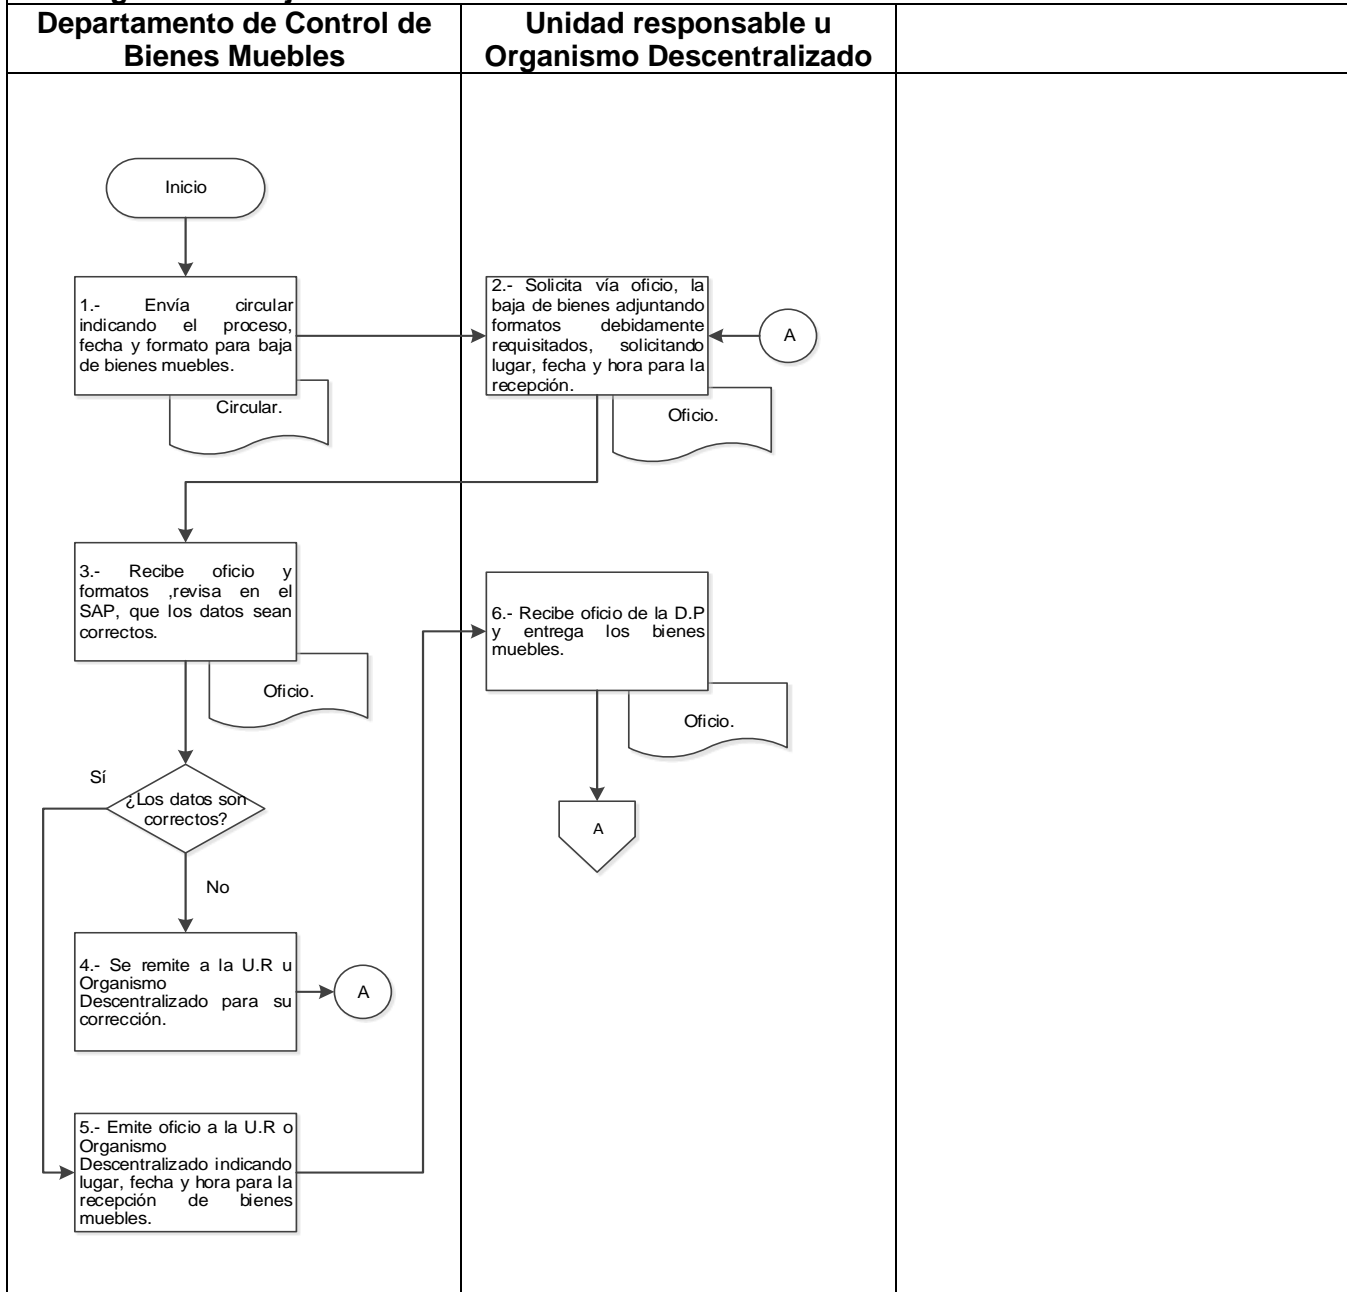 Departamento de Control de
Bienes Muebles
Unidad responsable u
Organismo Descentralizado
Inicio
1.- Envía circular
indicando el proceso,
fecha y formato para baja
de bienes muebles.
Circular.
2.- Solicita vía oficio, la
baja de bienes adjuntando
formatos debidamente
requisitados, solicitando
lugar, fecha y hora para la
recepción.
A
Oficio.
3.- Recibe oficio y
formatos ,revisa en el
SAP, que los datos sean
correctos.
Oficio.
Sí
¿Los datos son
correctos?
No
4.- Se remite a la U.R u
Organismo
Descentralizado para su
corrección.
A
5.- Emite oficio a la U.R o
Organismo
Descentralizado indicando
lugar, fecha y hora para la
recepción de bienes
muebles.
6.- Recibe oficio de la D.P
y entrega los bienes
muebles.
Oficio.
A